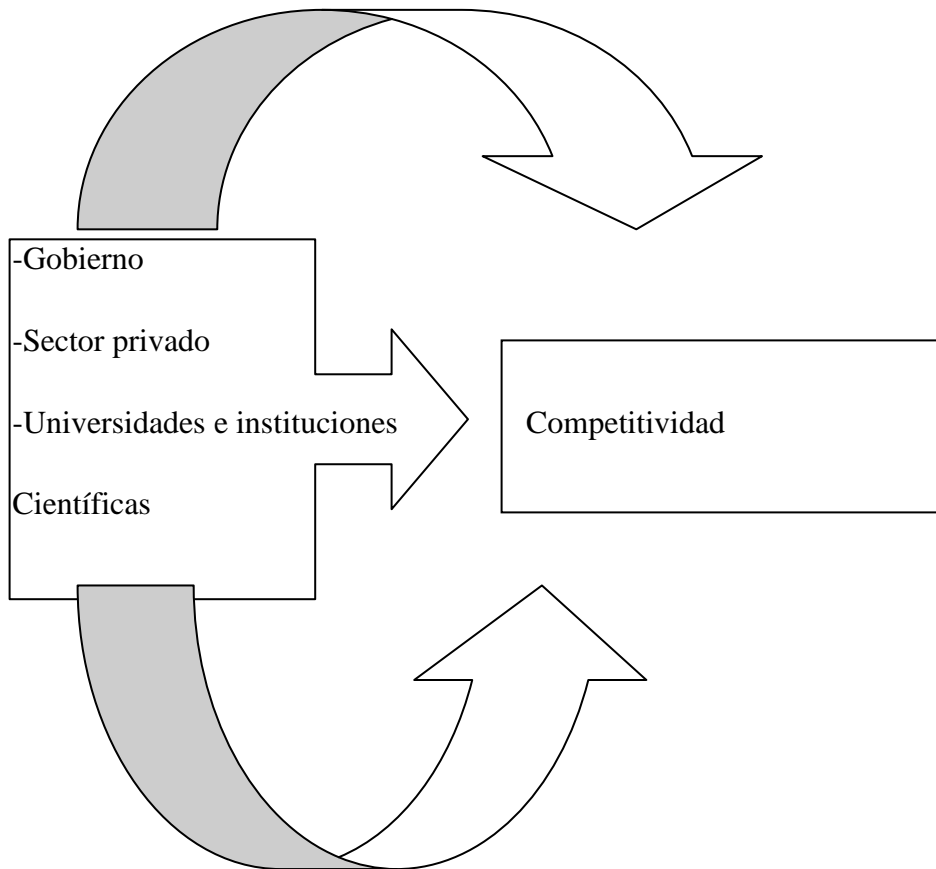 -Gobierno
-Sector privado
-Universidades e instituciones
Científicas
Competitividad